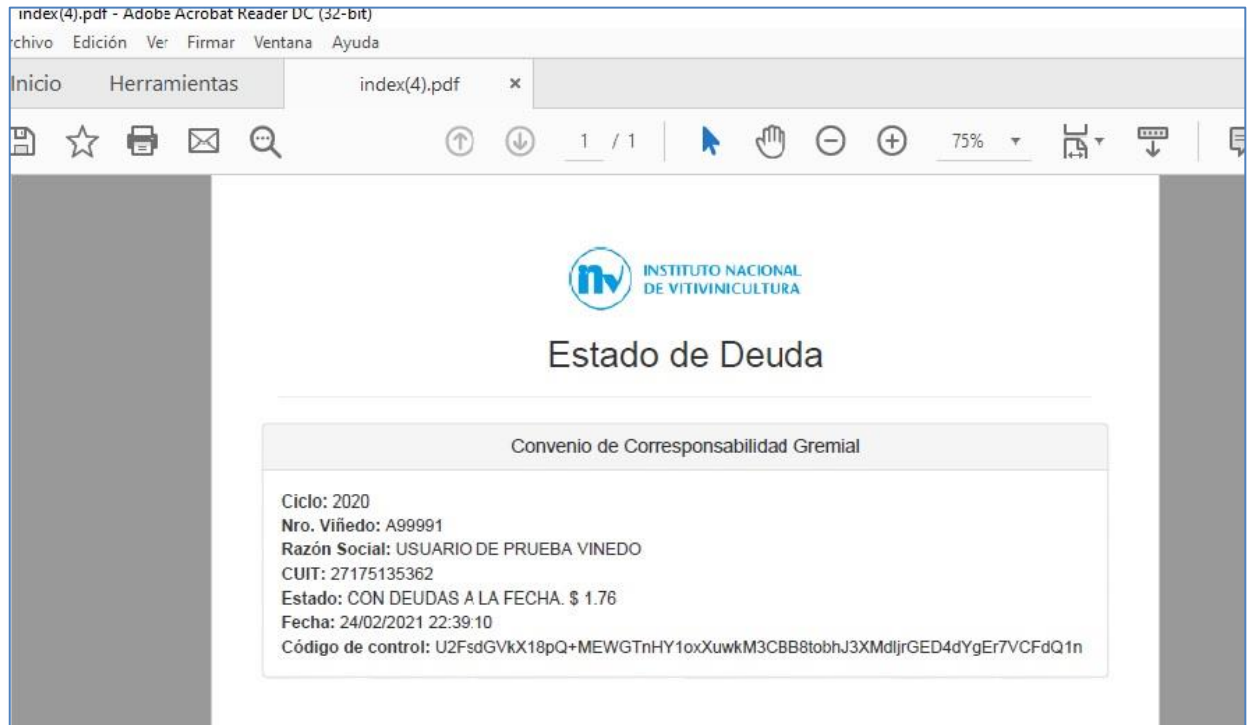 index(4).pdf - Adobe Acrobat Reader DC (32-bit)
rchivo Edición Ver Firmar Ventana Ayuda
Inicio Herramientas index(4).pdf ×
1 / 1 75%
inv INSTITUTO NACIONAL
DE VITIVINICULTURA
Estado de Deuda
Convenio de Corresponsabilidad Gremial
Ciclo: 2020
Nro. Viñedo: A99991
Razón Social: USUARIO DE PRUEBA VINEDO
CUIT: 27175135362
Estado: CON DEUDAS A LA FECHA. $ 1.76
Fecha: 24/02/2021 22:39:10
Código de control: U2FsdGVkX18pQ+MEWGTnHY1oxXuwkM3CBB8tobhJ3XMdljrGED4dYgEr7VCFdQ1n